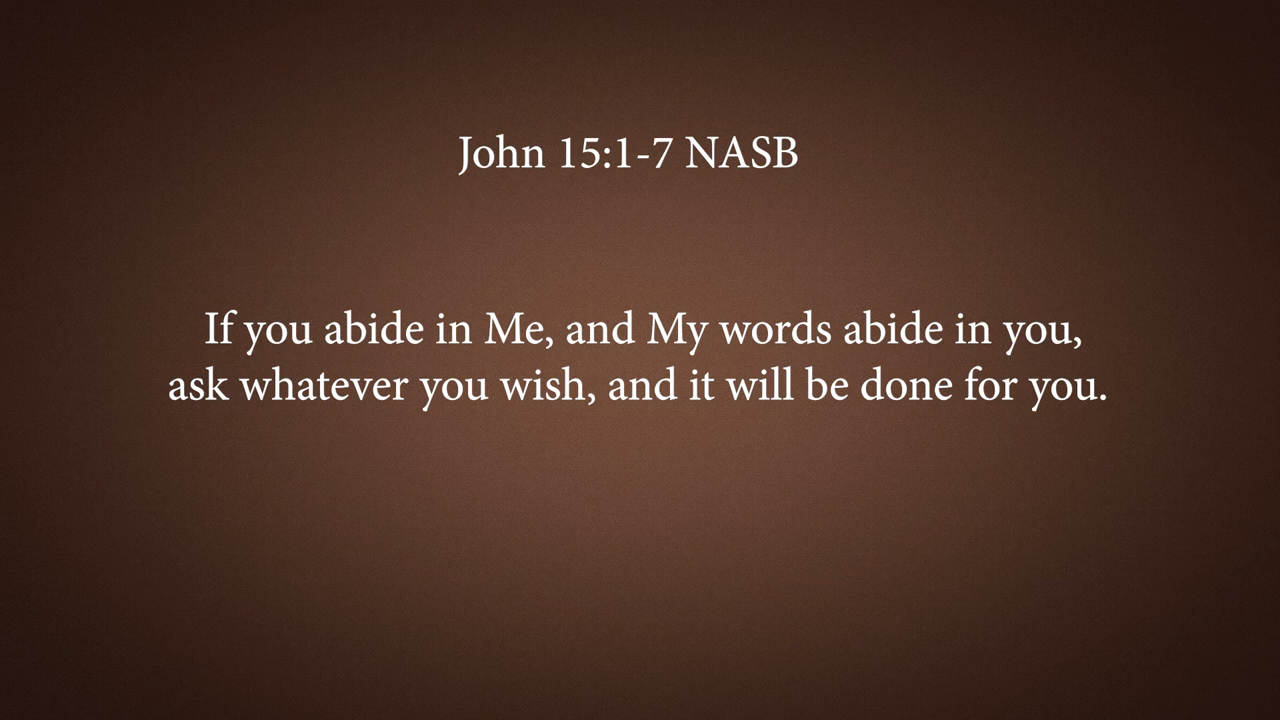 John 15:1-7 NASB
If you abide in Me, and My words abide in you,
ask whatever you wish, and it will be done for you.